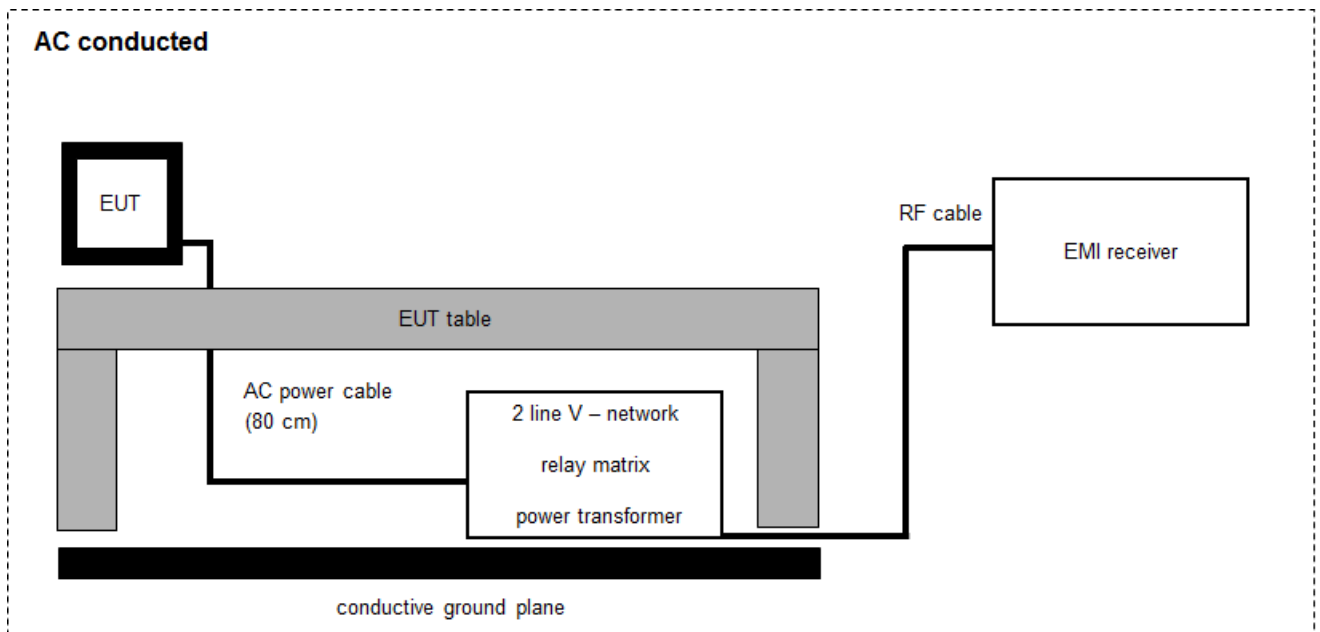 AC conducted
EUT
RF cable
EMI receiver
EUT table
AC power cable
(80 cm)
2 line V – network
relay matrix
power transformer
conductive ground plane